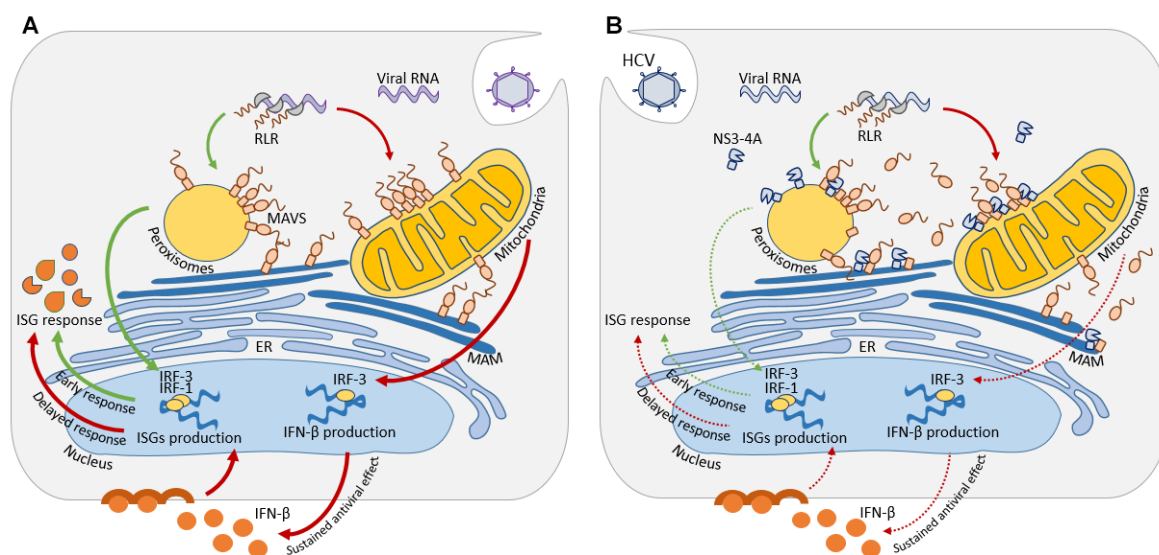 A
Viral RNA
RLR
MAVS
Peroxisomes
Mitochondria
ISG response
ER
MAM
IRF-3
IRF-1
IRF-3
Early response
Delayed response
ISGs production
IFN-β production
Nucleus
IFN-β
Sustained antiviral effect
B
HCV
Viral RNA
NS3-4A
RLR
Peroxisomes
Mitochondria
ISG response
ER
MAM
IRF-3
IRF-1
IRF-3
Early response
Delayed response
ISGs production
IFN-β production
Nucleus
IFN-β
Sustained antiviral effect